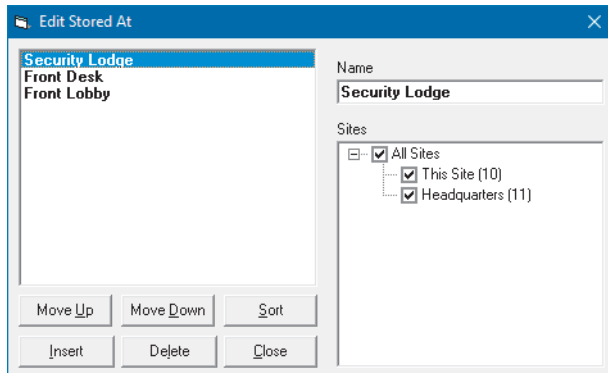 Edit Stored At
Security Lodge
Front Desk
Front Lobby
Name
Security Lodge
Sites
All Sites
This Site (10)
Headquarters (11)
Move Up Move Down Sort
Insert Delete Close